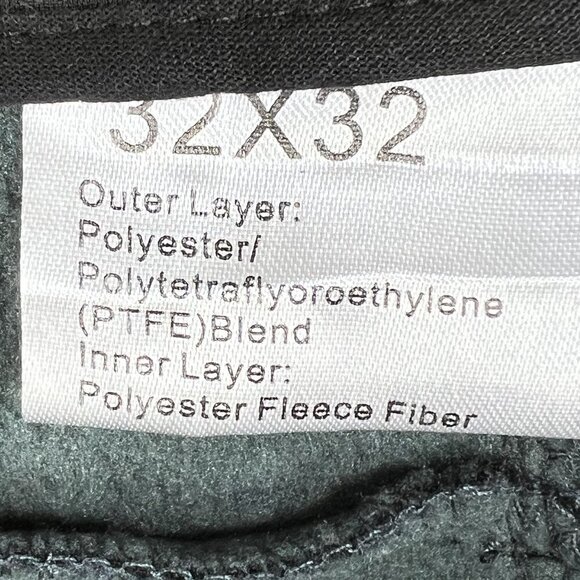 32X32
Outer Layer:
Polyester/
Polytetraflyoroethylene
(PTFE)Blend
Inner Layer:
Polyester Fleece Fiber